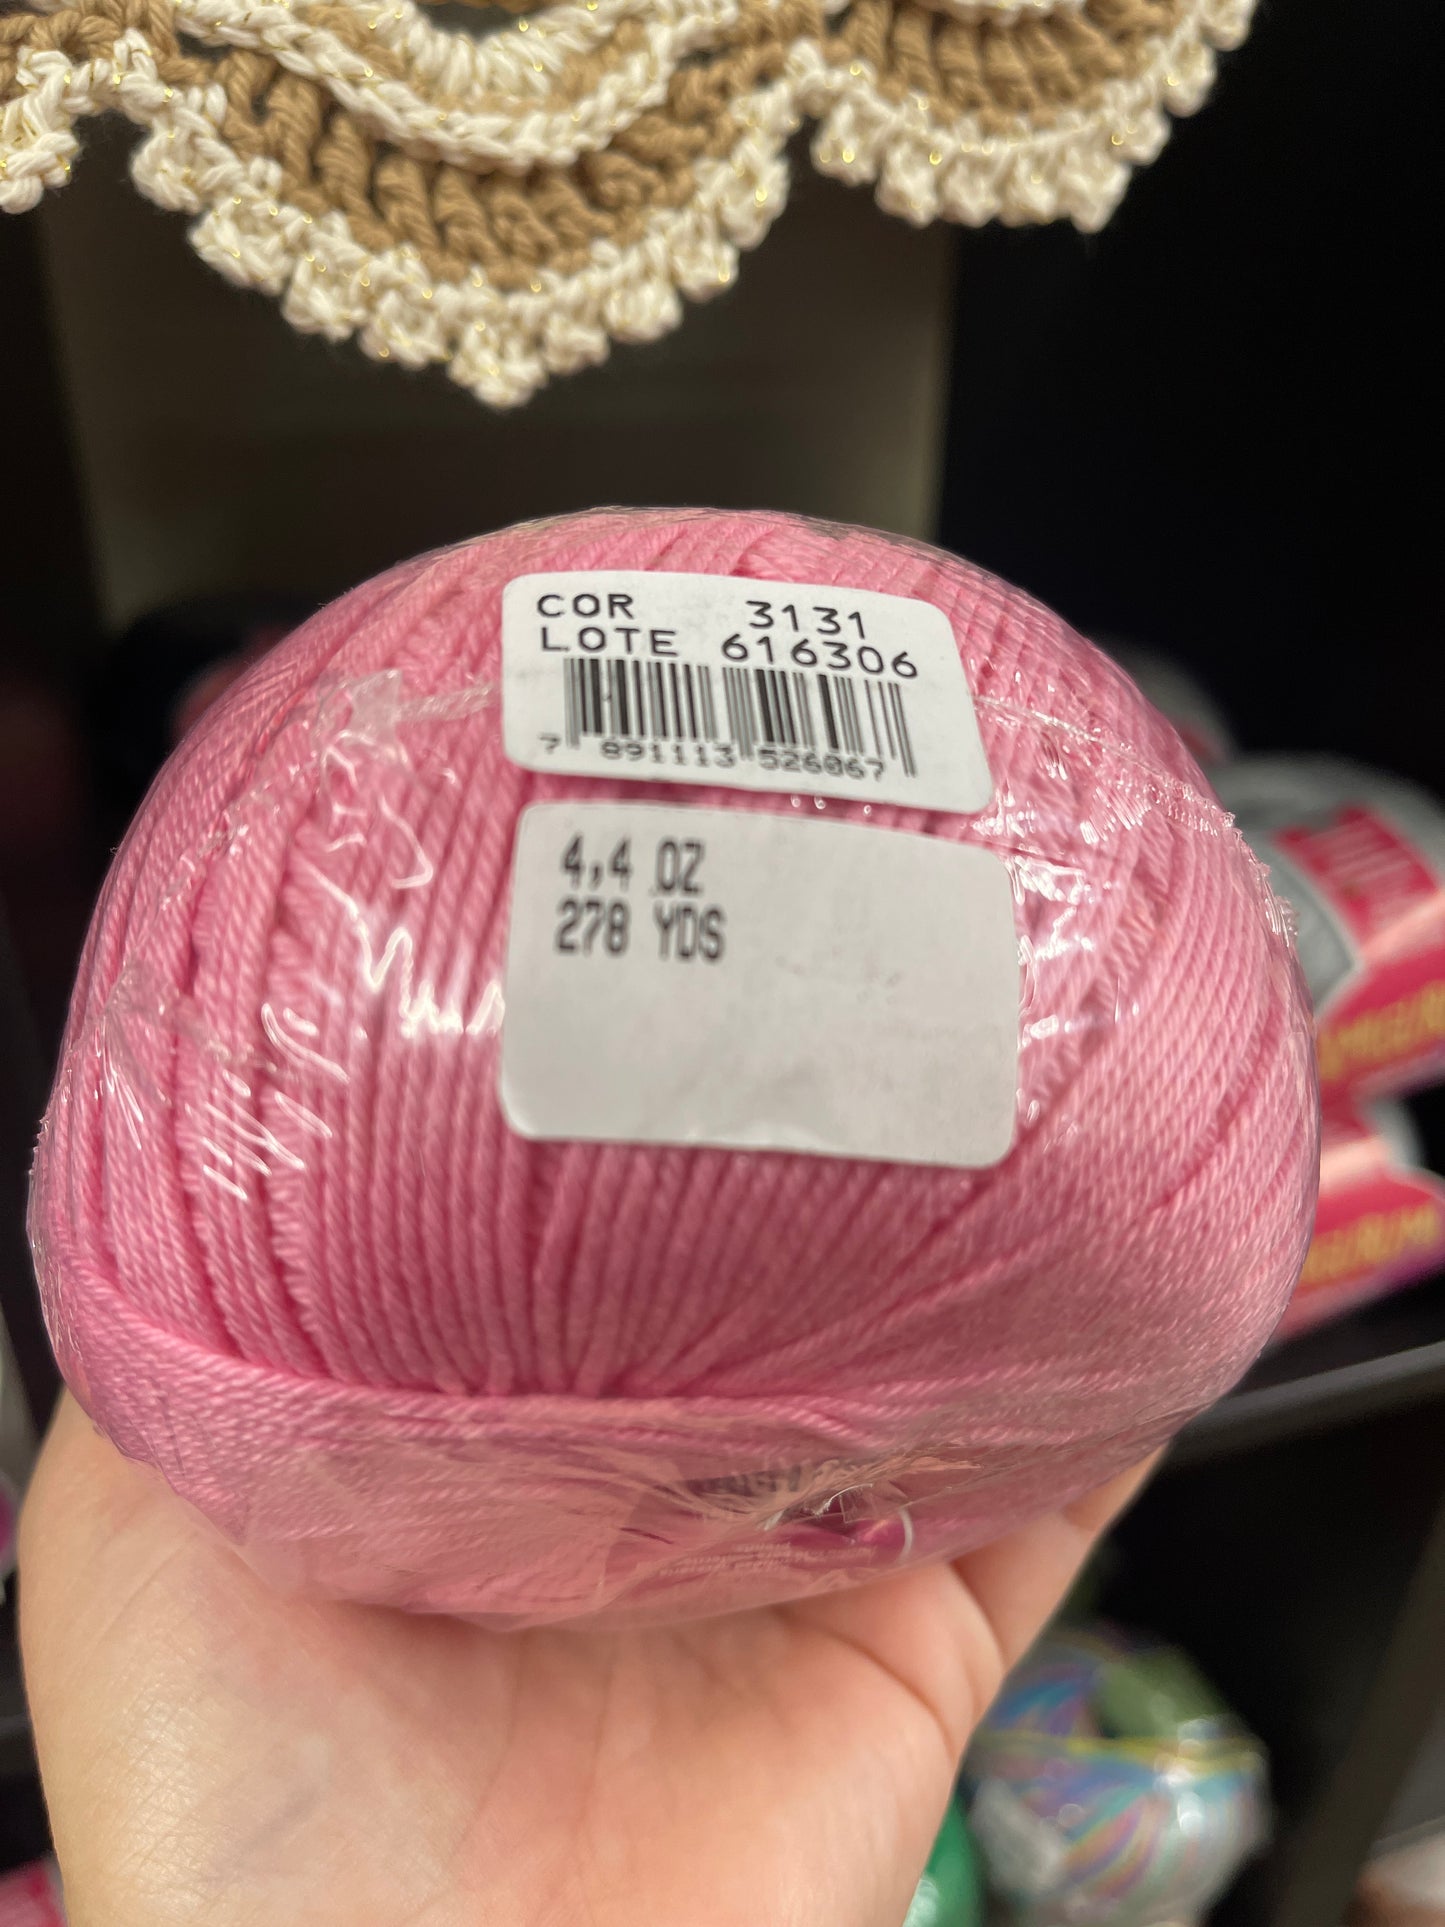 COR 3131
LOTE 616306
7 891113 526067
4,4 OZ
278 YDS